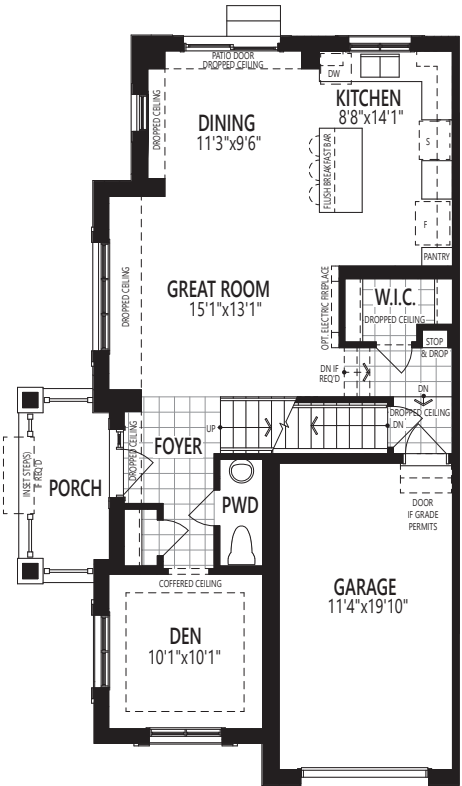 PATIO DOOR
DROPPED CEILING
DW
KITCHEN
8'8"x14'1"
DROPPED CEILING
DINING
11'3"x9'6"
FLUSH BREAKFAST BAR
S
F
PANTRY
DROPPED CEILING
GREAT ROOM
15'1"x13'1"
OPT. ELECTRIC FIREPLACE
W.I.C.
DROPPED CEILING
STOP
& DROP
DN IF
REQ'D
DN
DROPPED CEILING
UP
DN
FOYER
DROPPED CEILING
INSET STEP(S)
IF REQ'D
PORCH
PWD
DOOR
IF GRADE
PERMITS
COFFERED CEILING
GARAGE
11'4"x19'10"
DEN
10'1"x10'1"